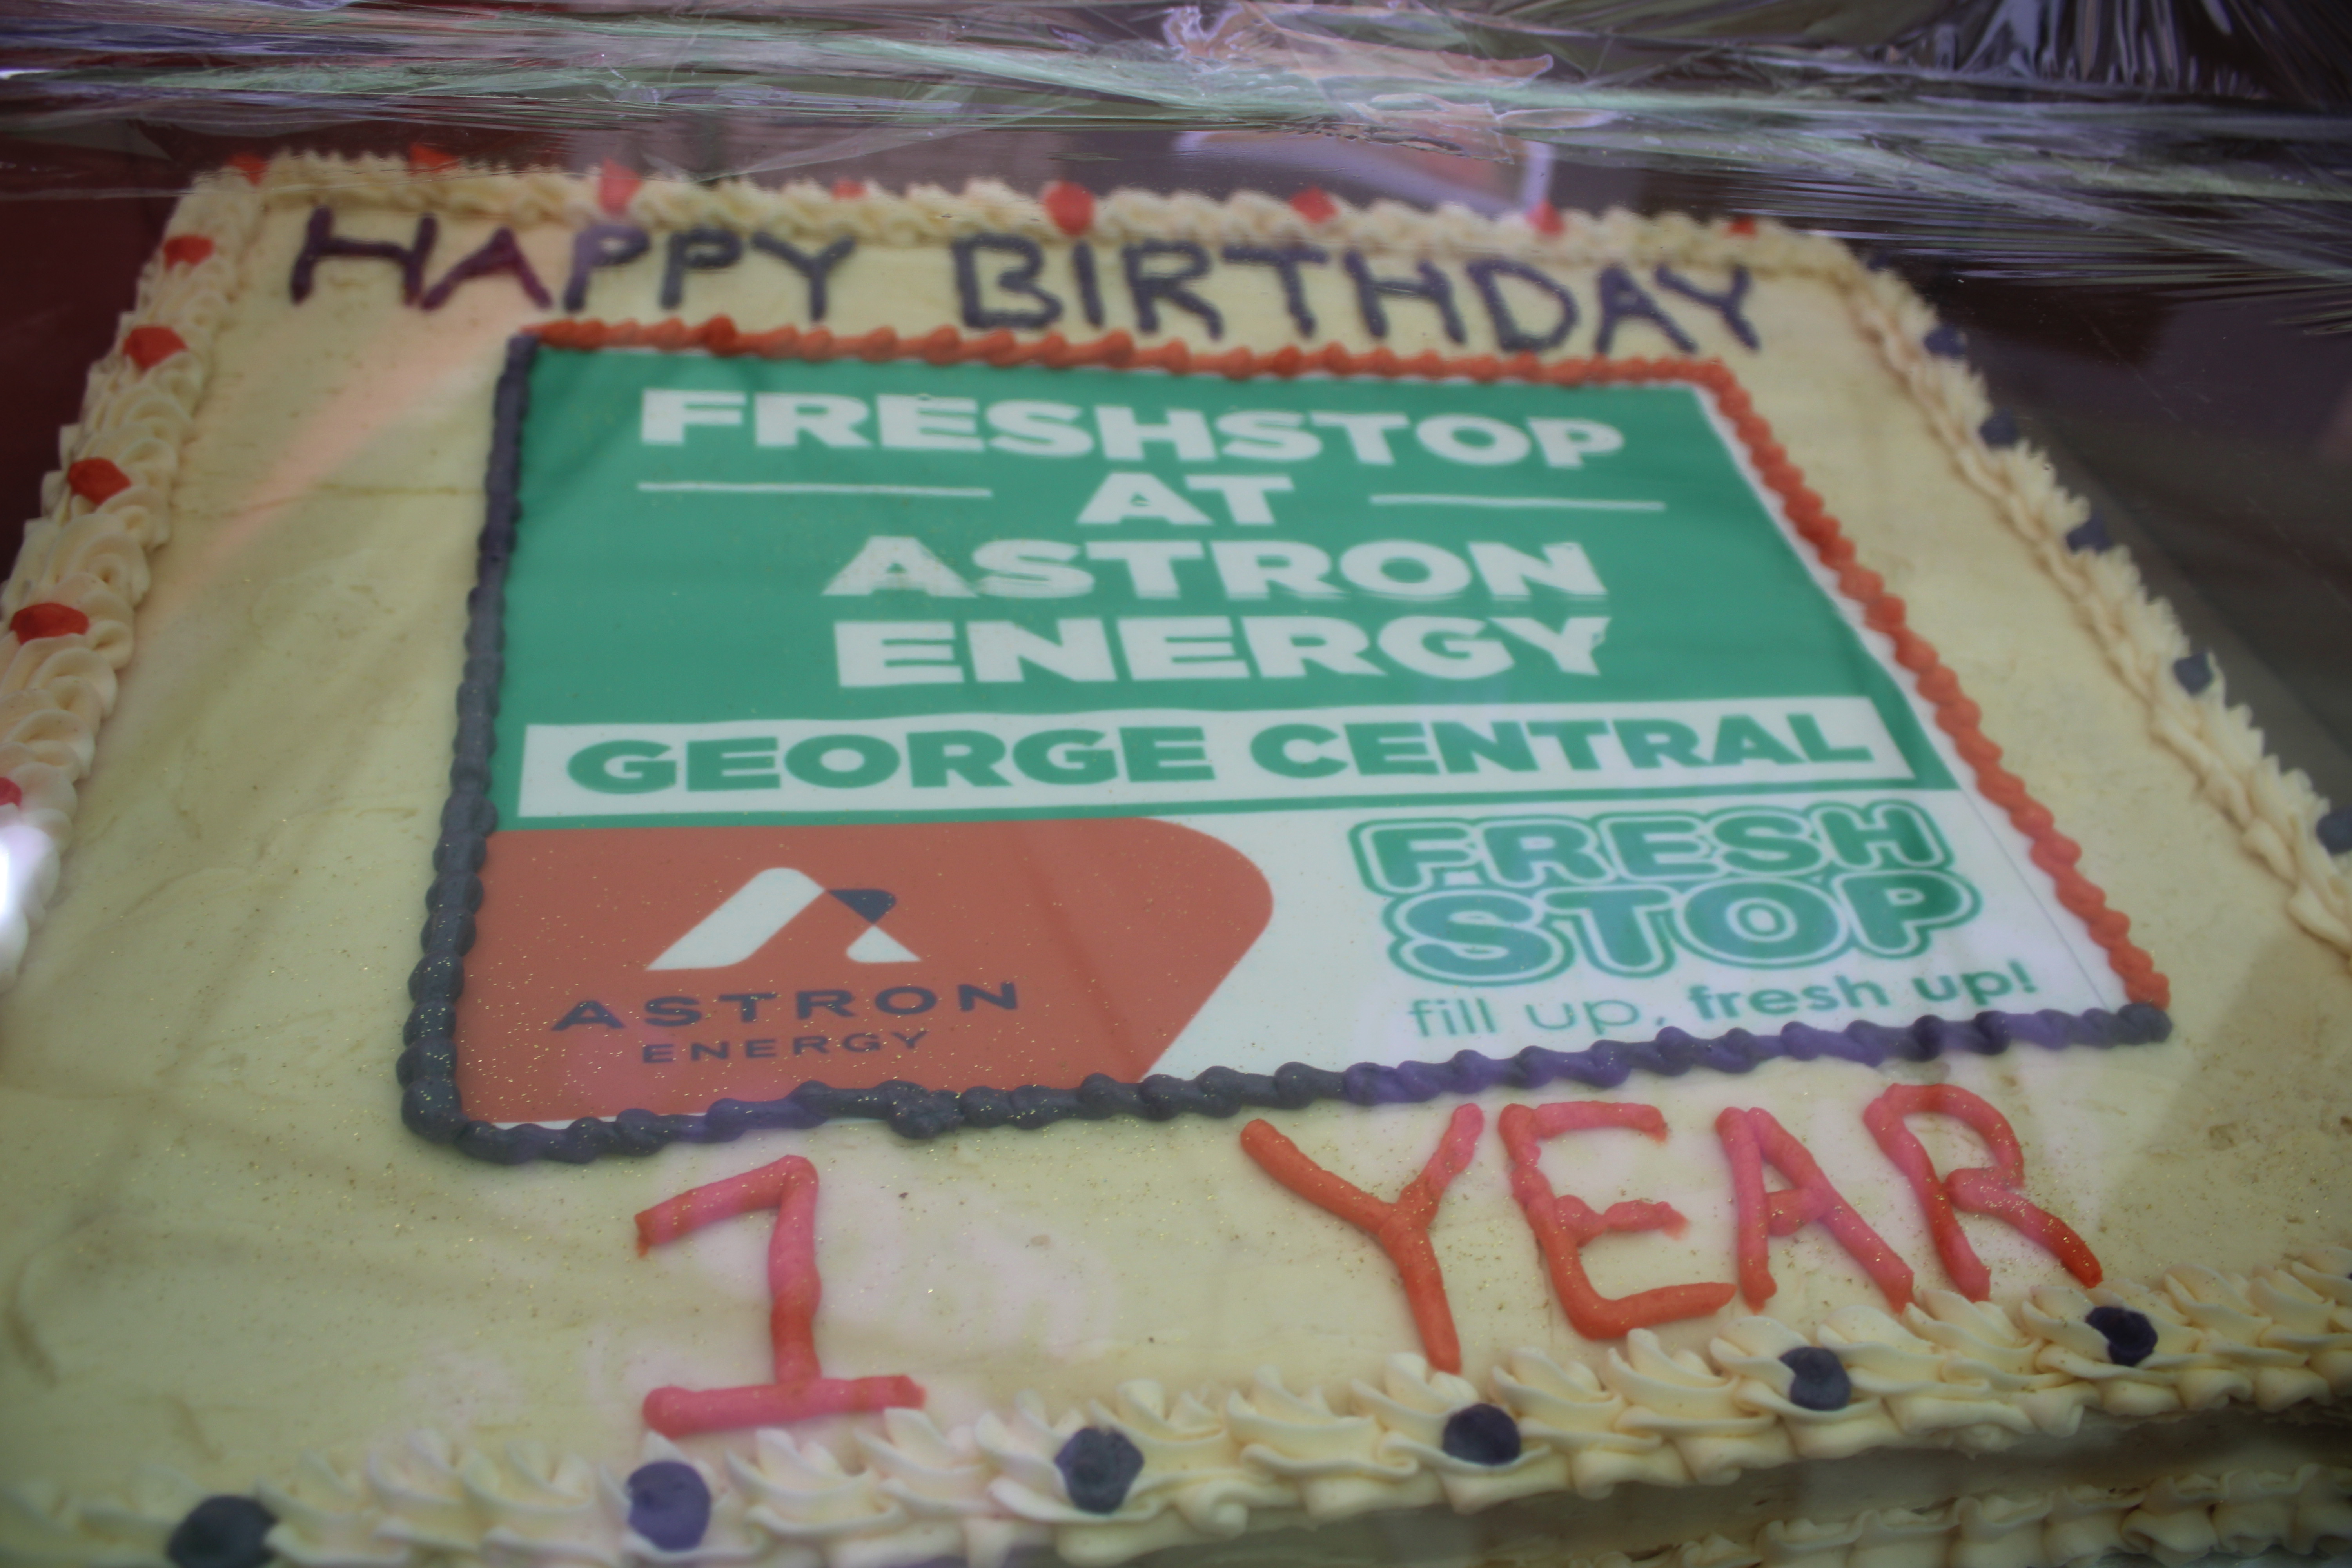 HAPPY BIRTHDAY
FRESHSTOP
AT
ASTRON
ENERGY
GEORGE CENTRAL
ASTRON
ENERGY
FRESH
STOP
fill up, fresh up!
1 YEAR